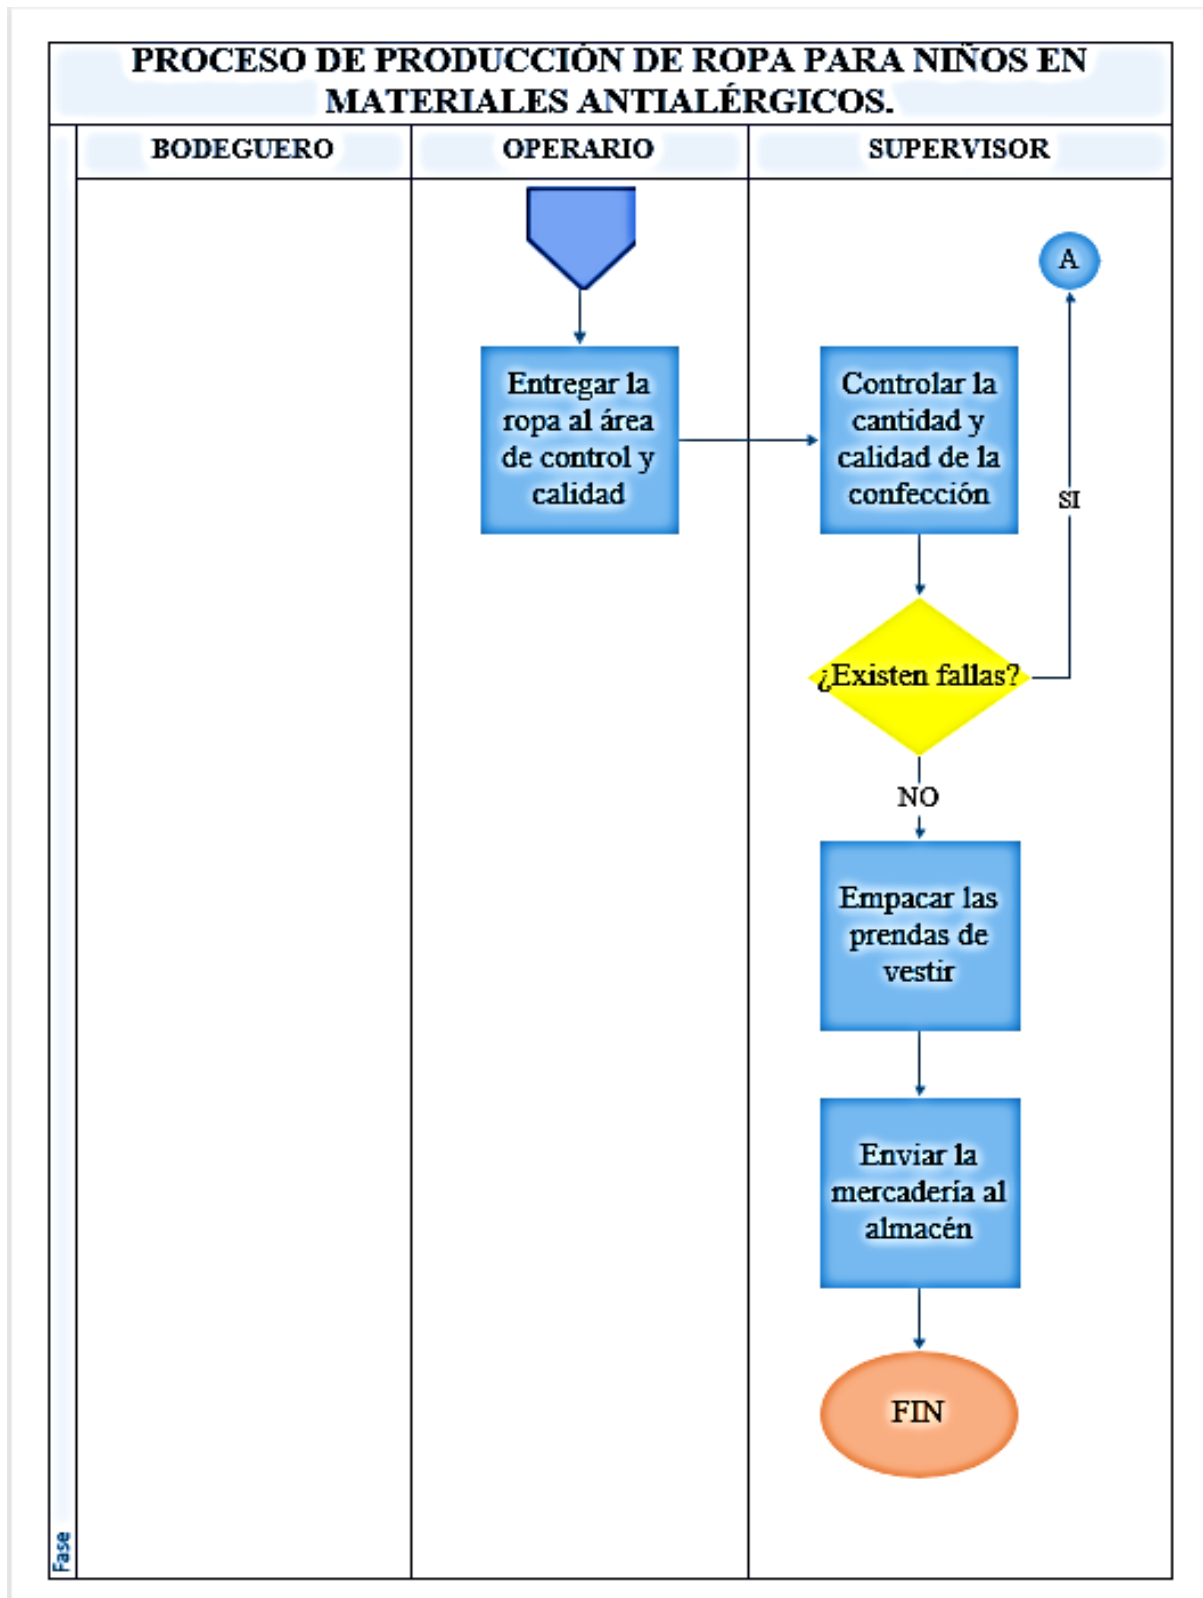 PROCESO DE PRODUCCIÓN DE ROPA PARA NIÑOS EN
MATERIALES ANTIALÉRGICOS.
BODEGUERO
OPERARIO
SUPERVISOR
A
Entregar la
ropa al área
de control y
calidad
Controlar la
cantidad y
calidad de la
confección
SI
¿Existen fallas?
NO
Empacar las
prendas de
vestir
Enviar la
mercadería al
almacén
FIN
Fase